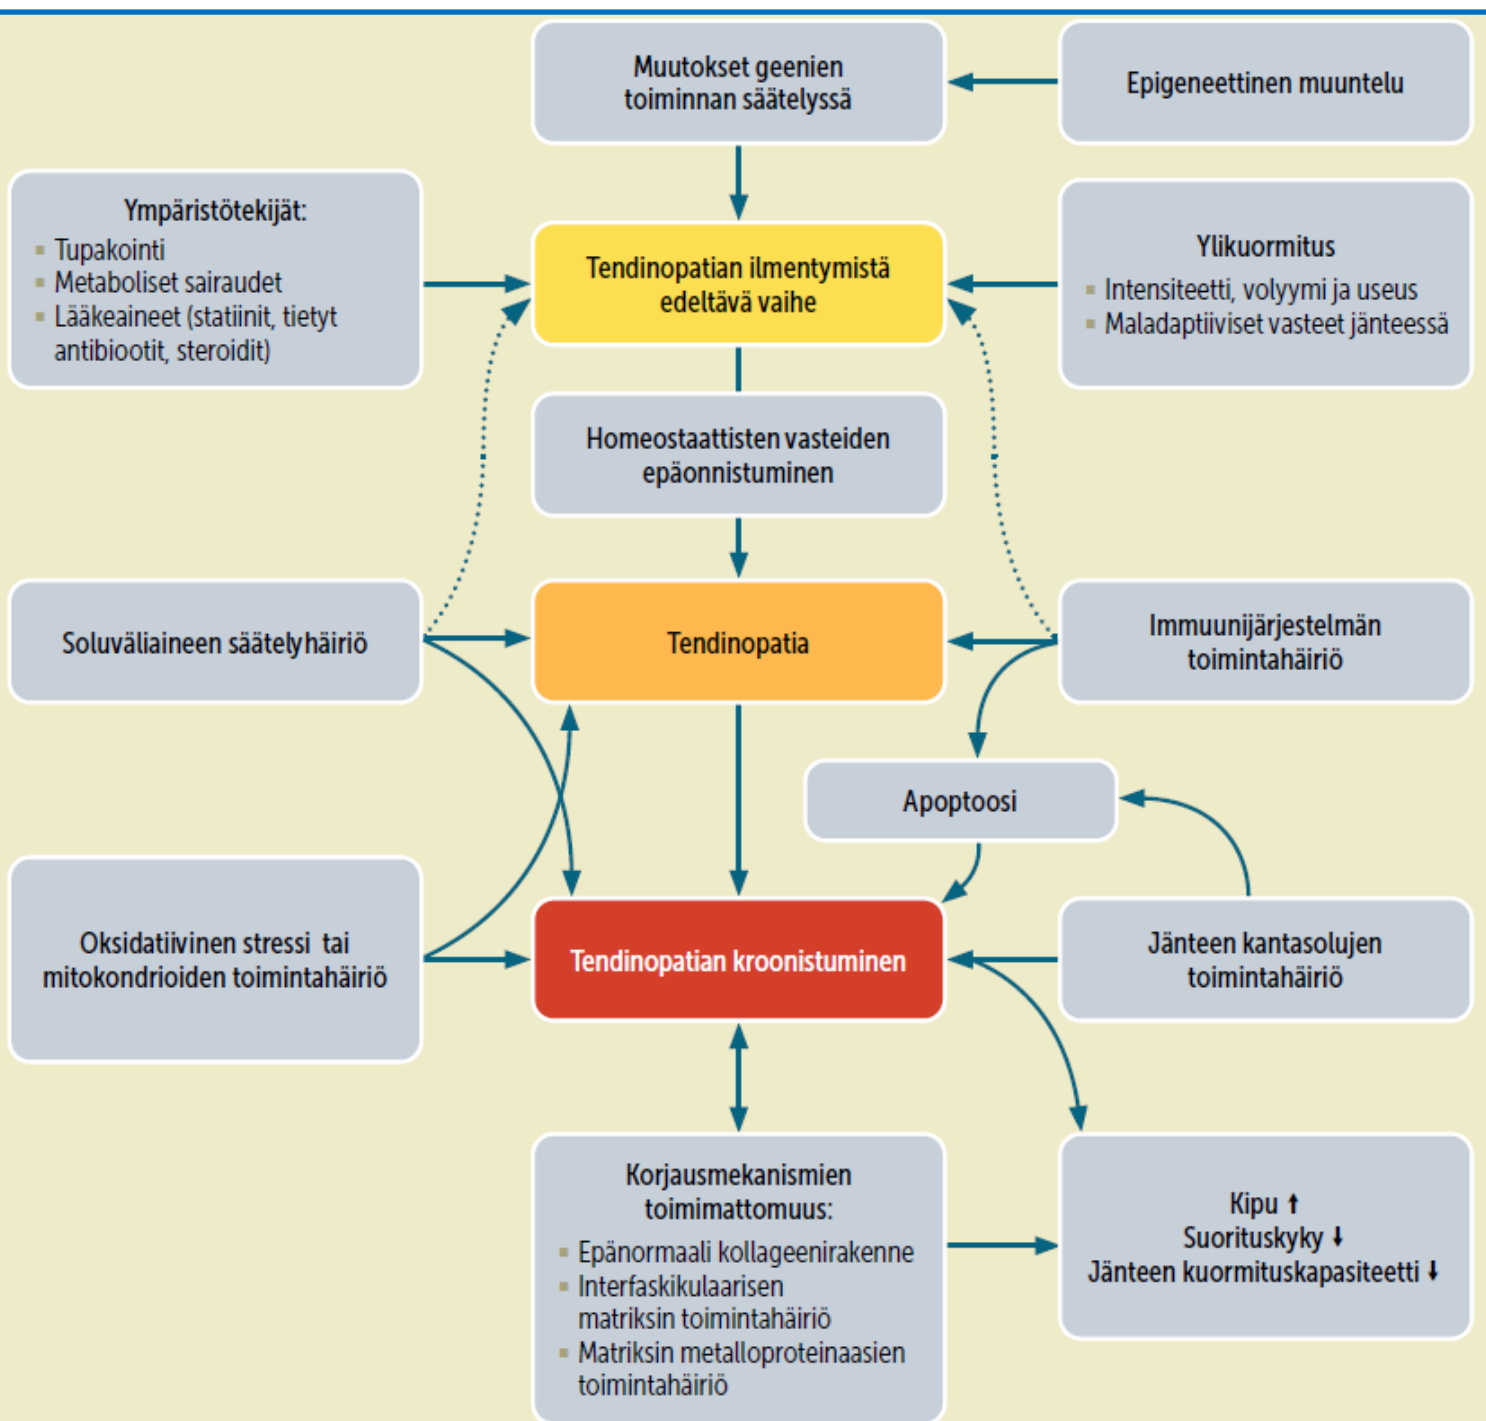 Muutokset geenien
toiminnan säätelyssä
Epigeneettinen muuntelu
Ympäristötekijät:
▪ Tupakointi
▪ Metaboliset sairaudet
▪ Lääkeaineet (statiinit, tietyt
antibiootit, steroidit)
Tendinopatian ilmentymistä
edeltävä vaihe
Ylikuormitus
▪ Intensiteetti, volyymi ja useus
▪ Maladaptiiviset vasteet jänteessä
Homeostaattisten vasteiden
epäonnistuminen
Soluväliaineen säätelyhäiriö
Tendinopatia
Immuunijärjestelmän
toimintahäiriö
Apoptoosi
Oksidatiivinen stressi tai
mitokondrioiden toimintahäiriö
Tendinopatian kroonistuminen
Jänteen kantasolujen
toimintahäiriö
Korjausmekanismien
toimimattomuus:
▪ Epänormaali kollageenirakenne
▪ Interfaskikulaarisen
matriksin toimintahäiriö
▪ Matriksin metalloproteinaasien
toimintahäiriö
Kipu ⬆
Suorituskyky ⬇
Jänteen kuormituskapasiteetti ⬇